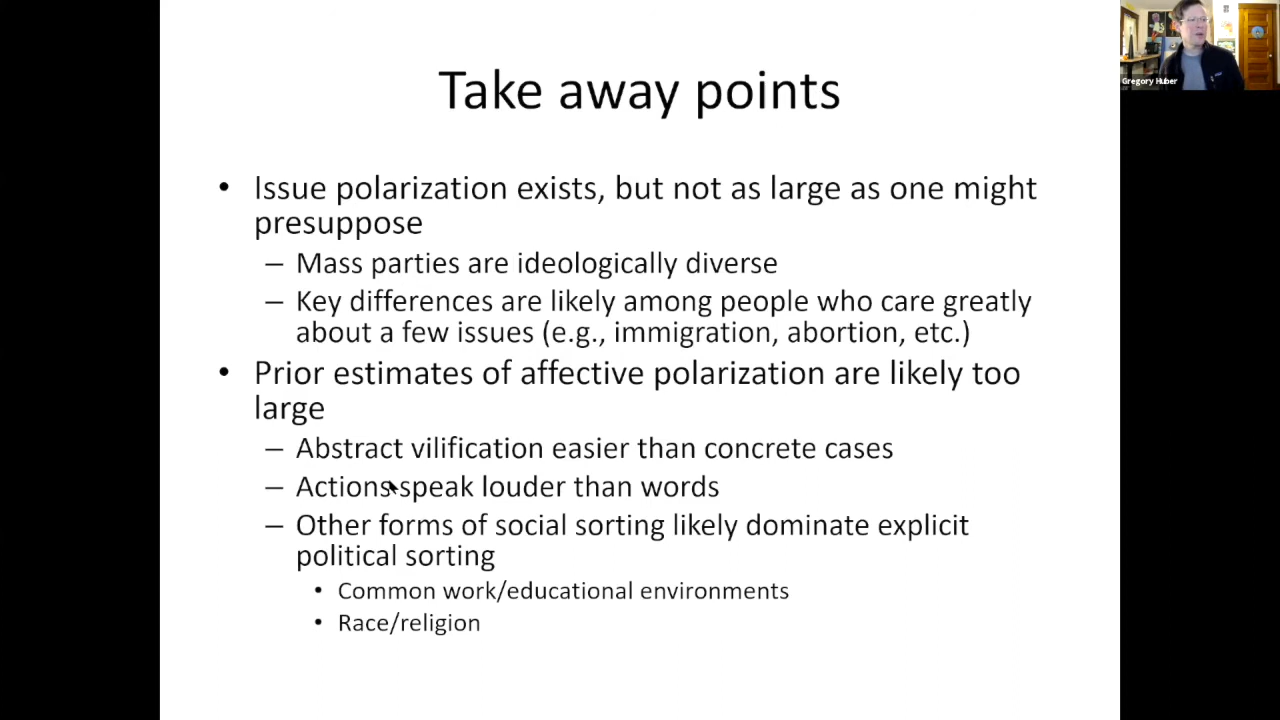 Take away points
• Issue polarization exists, but not as large as one might
presuppose
– Mass parties are ideologically diverse
– Key differences are likely among people who care greatly
about a few issues (e.g., immigration, abortion, etc.)
• Prior estimates of affective polarization are likely too
large
– Abstract vilification easier than concrete cases
– Actions speak louder than words
– Other forms of social sorting likely dominate explicit
political sorting
• Common work/educational environments
• Race/religion
Gregory Huber